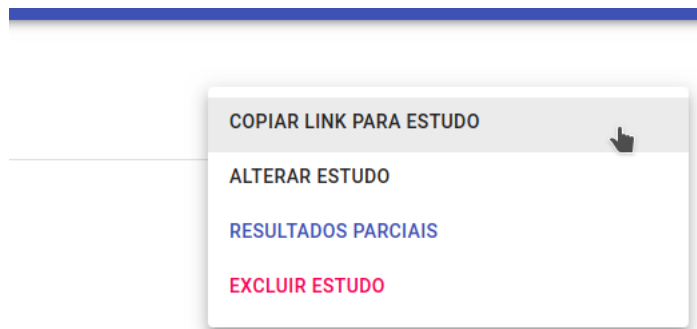 COPIAR LINK PARA ESTUDO
ALTERAR ESTUDO
RESULTADOS PARCIAIS
EXCLUIR ESTUDO